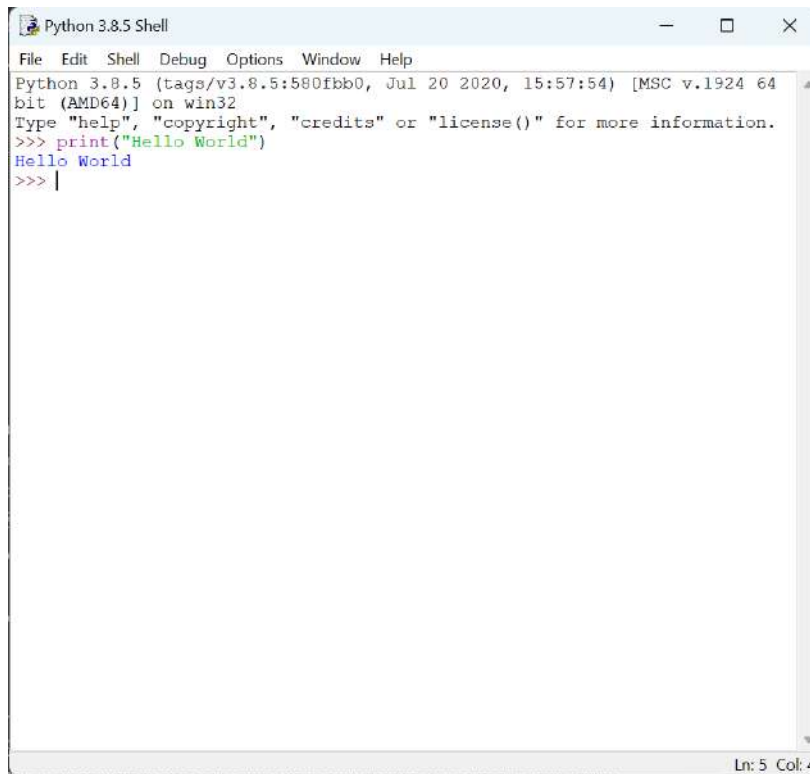 Python 3.8.5 Shell
File Edit Shell Debug Options Window Help
Python 3.8.5 (tags/v3.8.5:580fbb0, Jul 20 2020, 15:57:54) [MSC v.1924 64
bit (AMD64)] on win32
Type "help", "copyright", "credits" or "license()" for more information.
>>> print("Hello World")
Hello World
>>>
Ln: 5 Col: 4